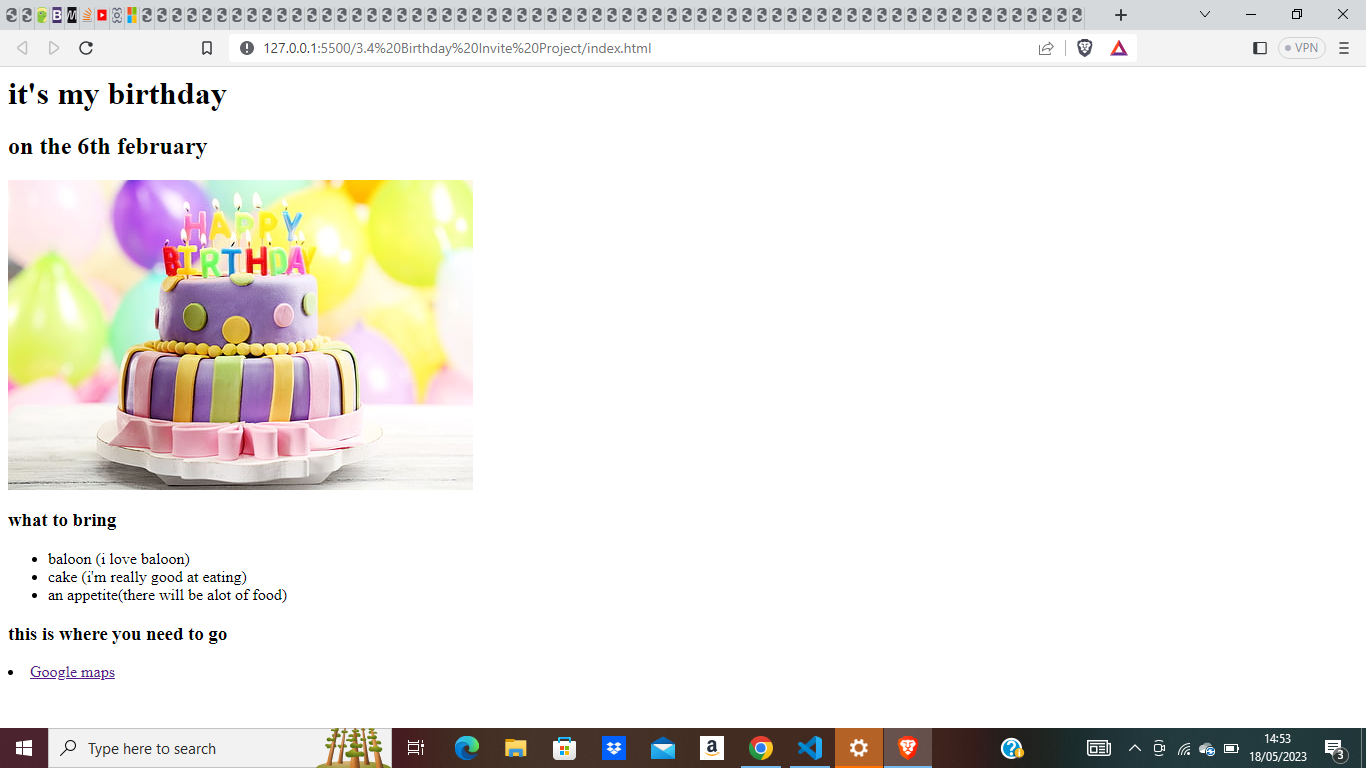 127.0.0.1:5500/3.4%20Birthday%20Invite%20Project/index.html
VPN
it's my birthday
on the 6th february
HAPPY
BIRTHDAY
what to bring
baloon (i love baloon)
cake (i'm really good at eating)
an appetite(there will be alot of food)
this is where you need to go
Google maps
Type here to search
14:53
18/05/2023
3